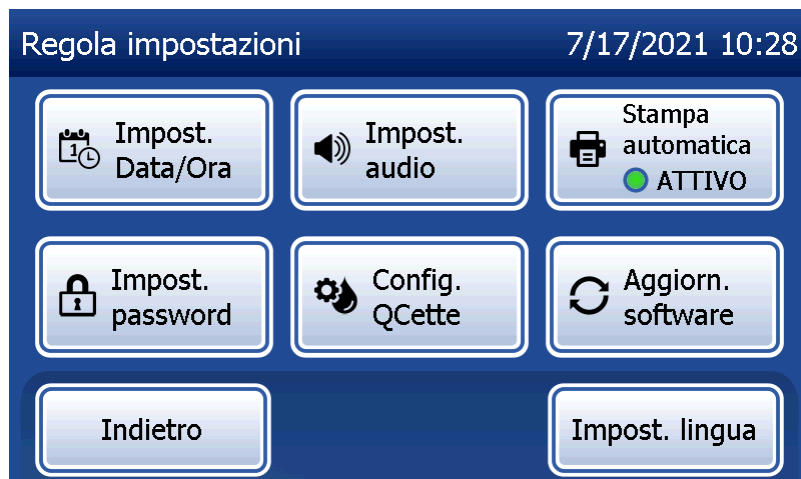 Regola impostazioni 7/17/2021 10:28
Impost.
Data/Ora
Impost.
audio
Stampa
automatica
ATTIVO
Impost.
password
Config.
QCette
Aggiorn.
software
Indietro
Impost. lingua